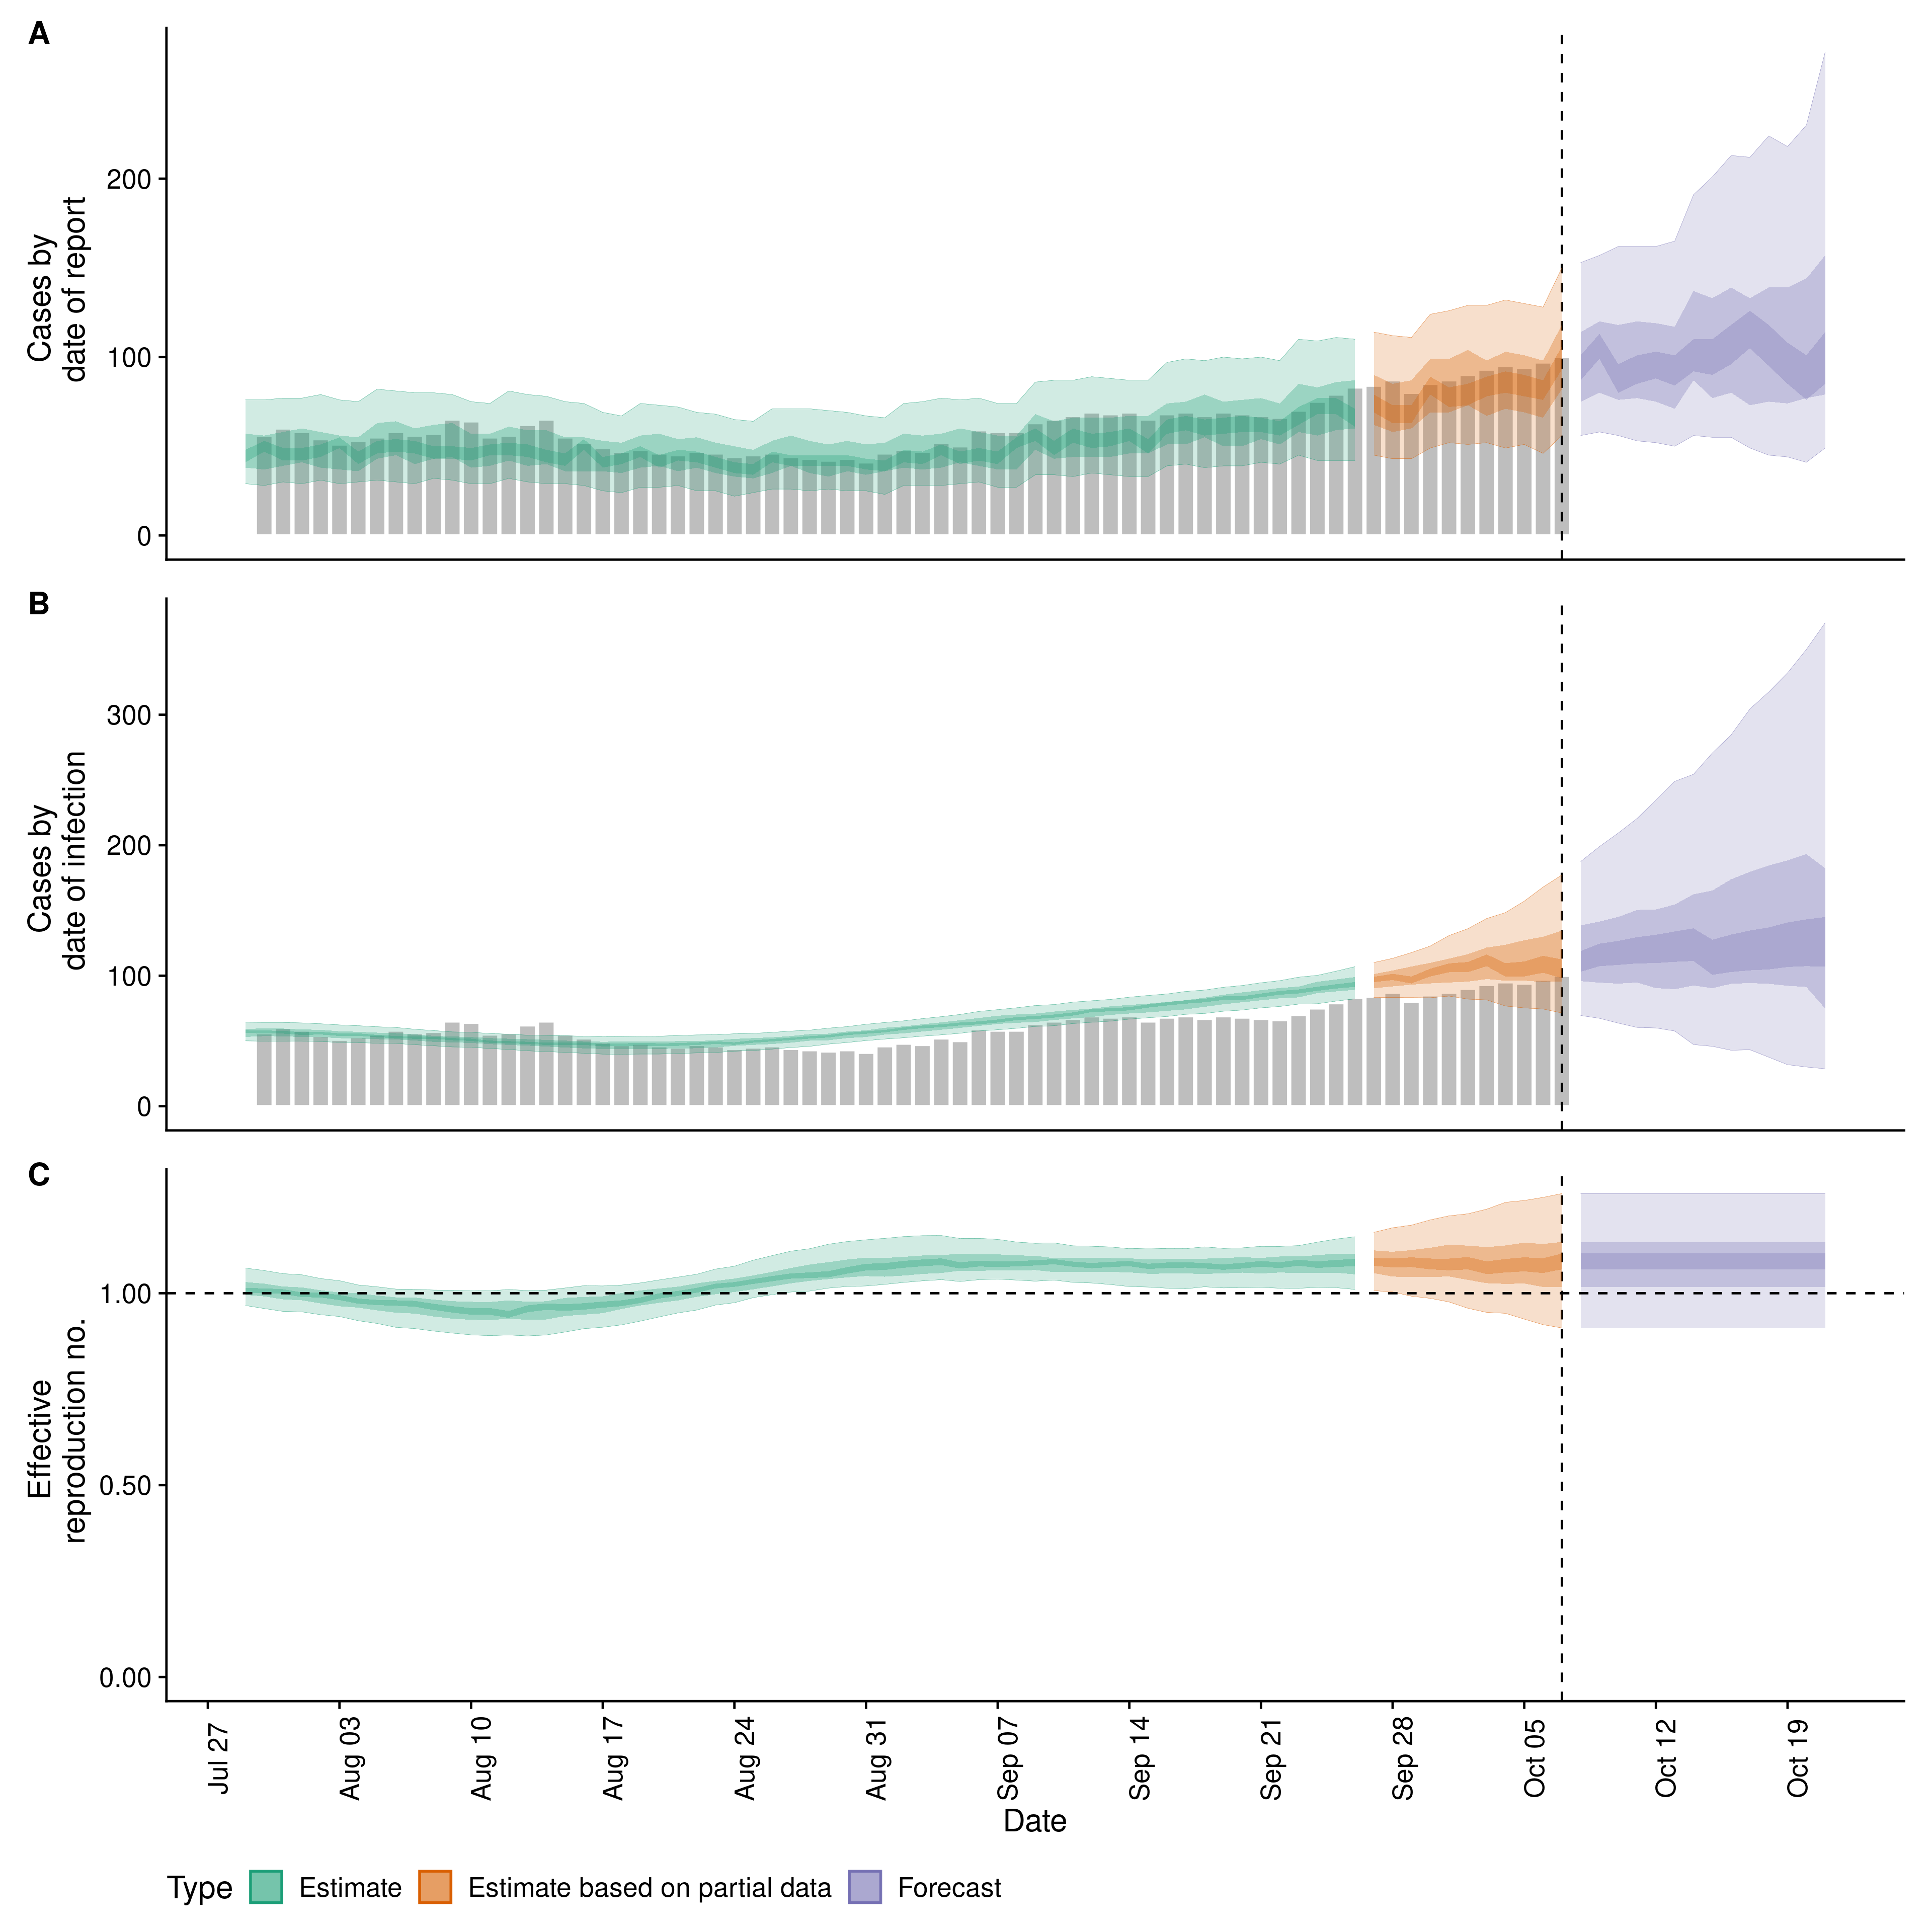 A
Cases by
date of report
200
100
0
B
Cases by
date of infection
300
200
100
0
C
Effective
reproduction no.
1.00
0.50
0.00
Jul 27
Aug 03
Aug 10
Aug 17
Aug 24
Aug 31
Sep 07
Sep 14
Sep 21
Sep 28
Oct 05
Oct 12
Oct 19
Date
Type Estimate Estimate based on partial data Forecast